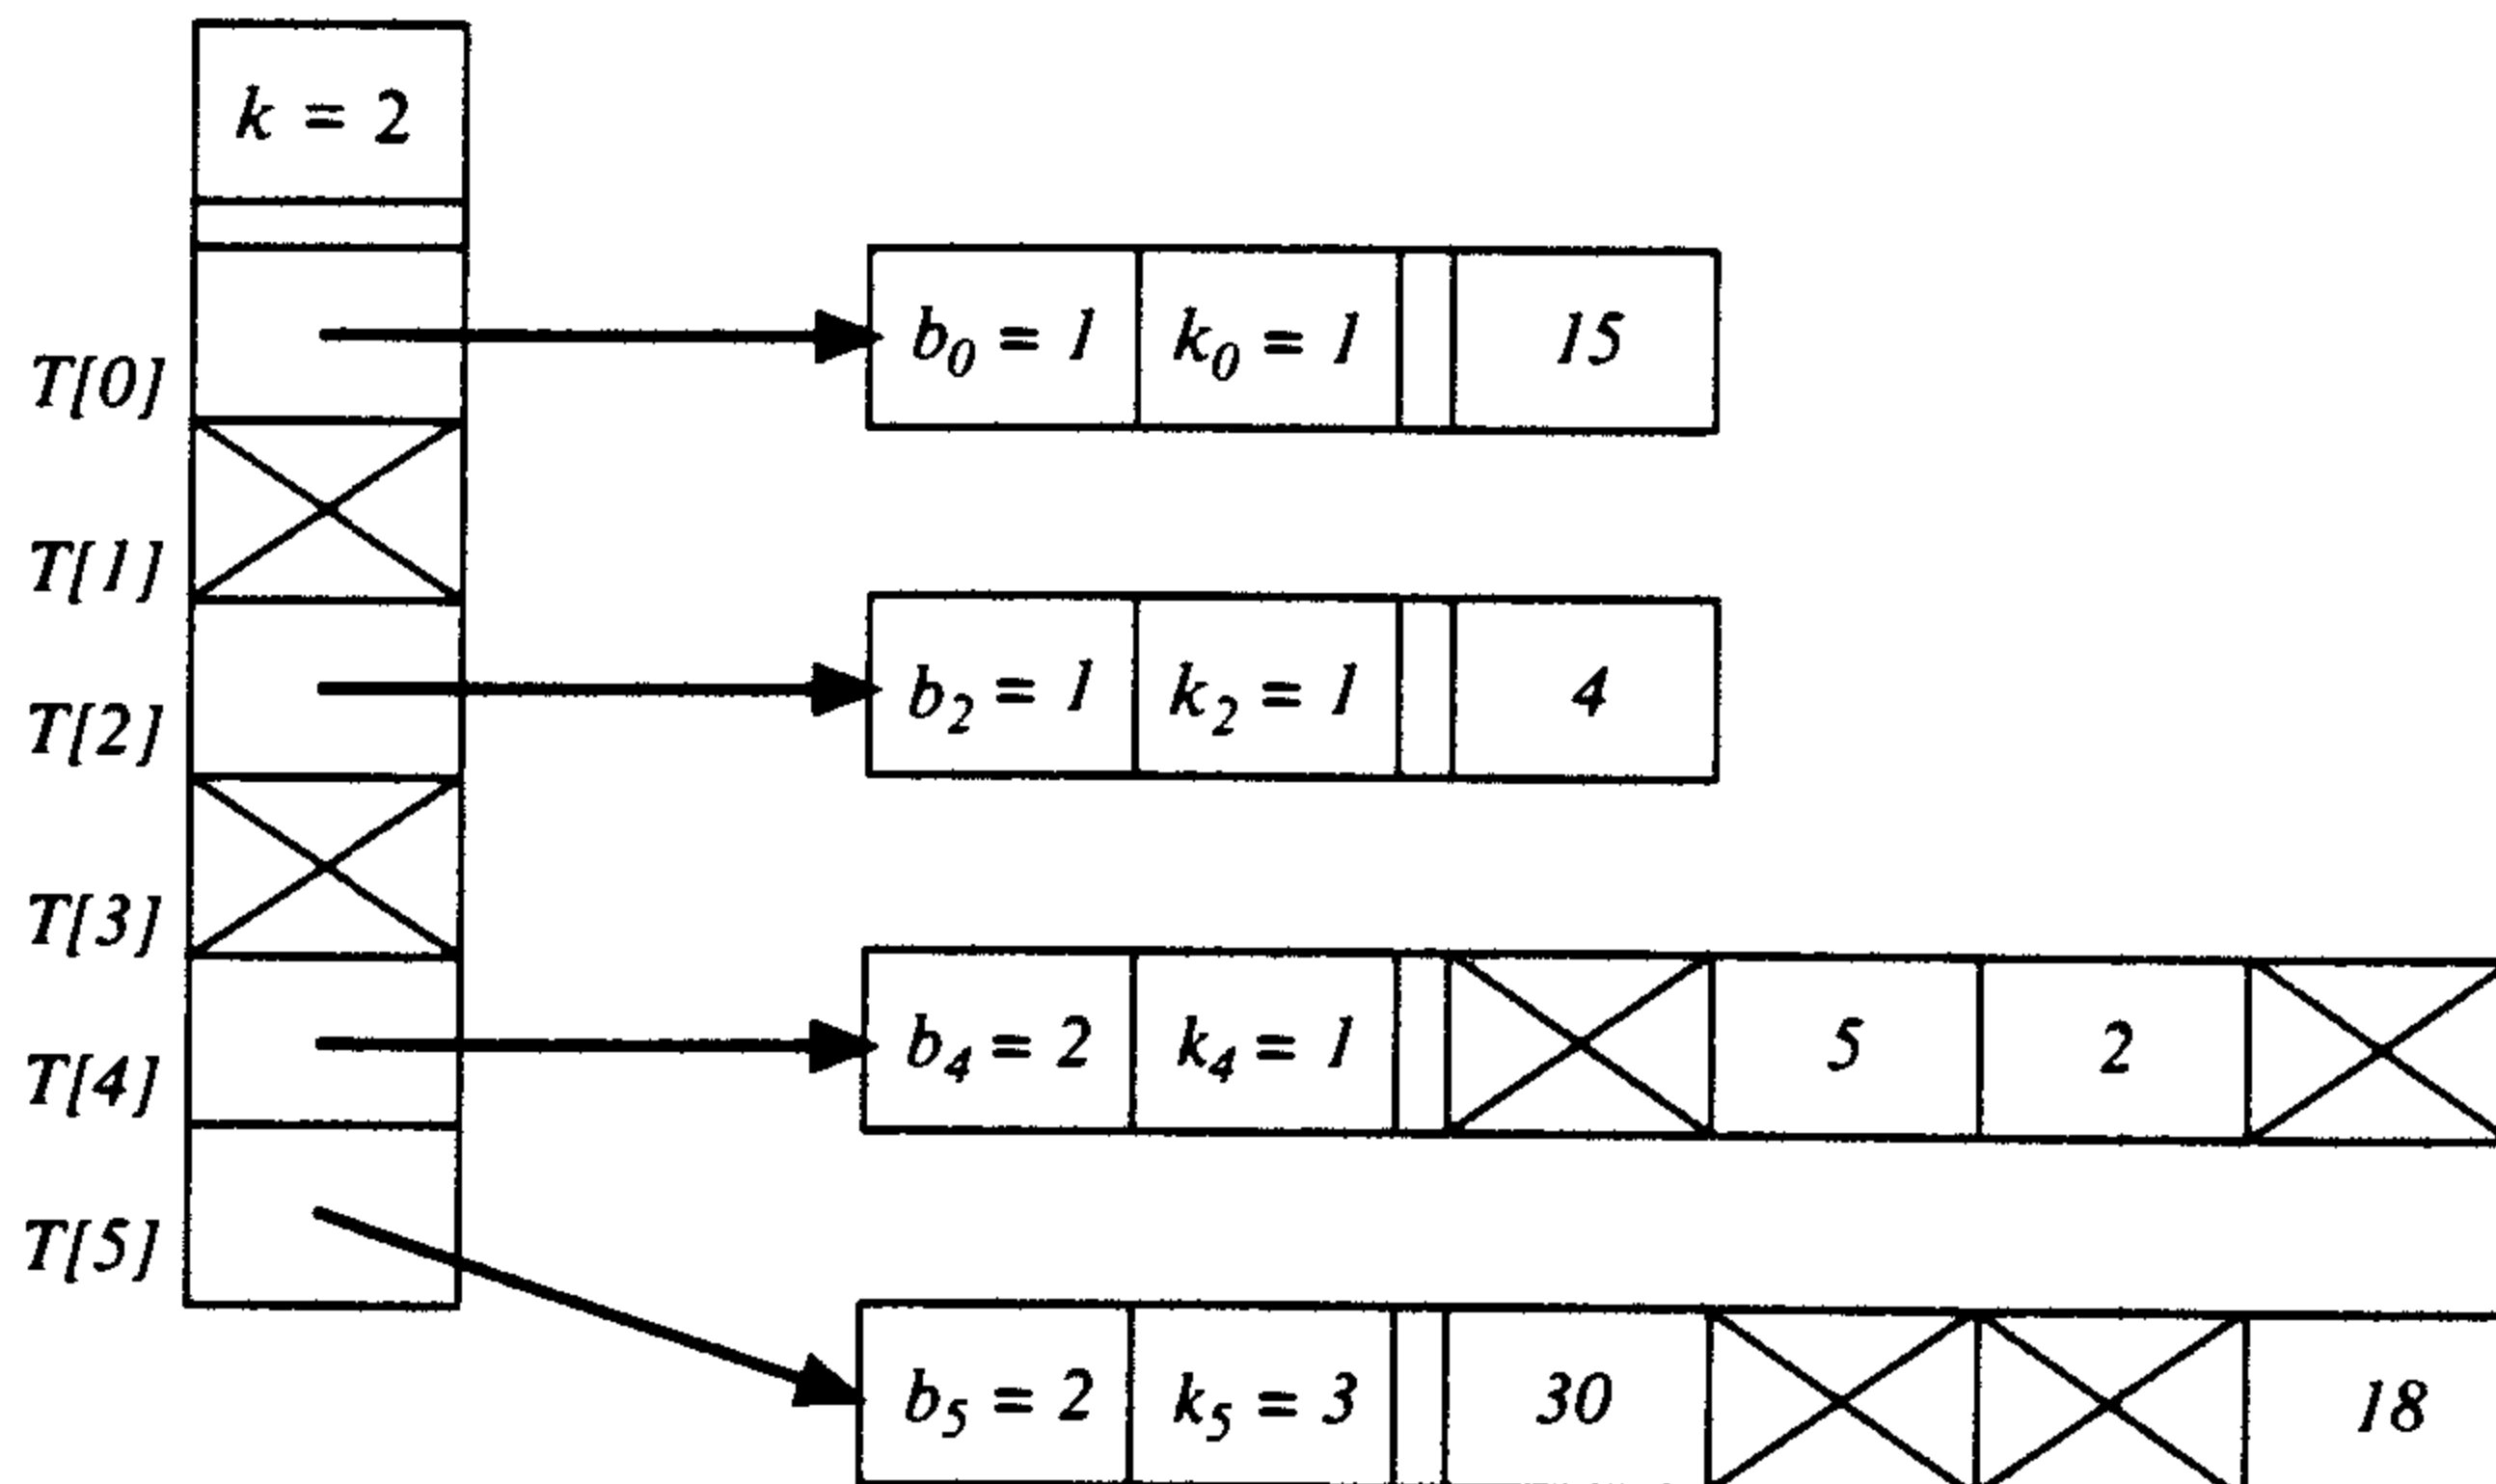 k = 2
T[0]
b0 = 1 k0 = 1 15
T[1]
T[2]
b2 = 1 k2 = 1 4
T[3]
T[4]
b4 = 2 k4 = 1 5 2
T[5]
b5 = 2 k5 = 3 30 18